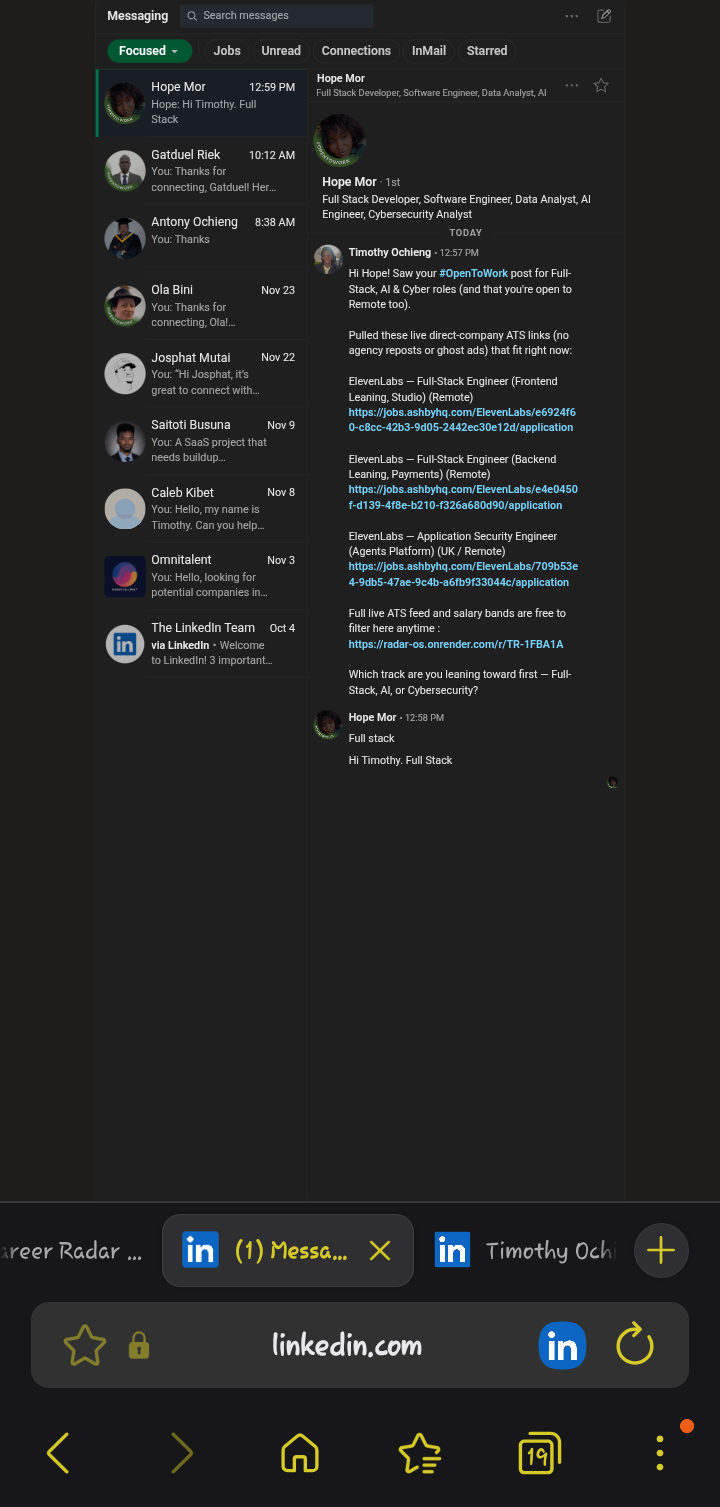 Messaging
Search messages
Focused
Jobs
Unread
Connections
InMail
Starred
Hope Mor 12:59 PM
Hope: Hi Timothy. Full
Stack
Gatduel Riek 10:12 AM
You: Thanks for
connecting, Gatduel! Her...
Antony Ochieng 8:38 AM
You: Thanks
Ola Bini Nov 23
You: Thanks for
connecting, Ola!...
Josphat Mutai Nov 22
You: “Hi Josphat, it's
great to connect with...
Saitoti Busuna Nov 9
You: A SaaS project that
needs buildup...
Caleb Kibet Nov 8
You: Hello, my name is
Timothy. Can you help...
Omnitalent Nov 3
You: Hello, looking for
potential companies in...
The LinkedIn Team Oct 4
via LinkedIn • Welcome
to LinkedIn! 3 important...
Hope Mor
Full Stack Developer, Software Engineer, Data Analyst, AI
Hope Mor · 1st
Full Stack Developer, Software Engineer, Data Analyst, AI
Engineer, Cybersecurity Analyst
TODAY
Timothy Ochieng • 12:57 PM
Hi Hope! Saw your #OpenToWork post for Full-
Stack, AI & Cyber roles (and that you're open to
Remote too).
Pulled these live direct-company ATS links (no
agency reposts or ghost ads) that fit right now:
ElevenLabs — Full-Stack Engineer (Frontend
Leaning, Studio) (Remote)
https://jobs.ashbyhq.com/ElevenLabs/e6924f6
0-c8cc-42b3-9d05-2442ec30e12d/application
ElevenLabs — Full-Stack Engineer (Backend
Leaning, Payments) (Remote)
https://jobs.ashbyhq.com/ElevenLabs/e4e0450
f-d139-4f8e-b210-f326a680d90/application
ElevenLabs — Application Security Engineer
(Agents Platform) (UK / Remote)
https://jobs.ashbyhq.com/ElevenLabs/709b53e
4-9db5-47ae-9c4b-a6fb9f33044c/application
Full live ATS feed and salary bands are free to
filter here anytime :
https://radar-os.onrender.com/r/TR-1FBA1A
Which track are you leaning toward first — Full-
Stack, AI, or Cybersecurity?
Hope Mor • 12:58 PM
Full stack
Hi Timothy. Full Stack
areer Radar ...
in
(1) Messa...
in
Timothy Ochi
linkedin.com
in
19